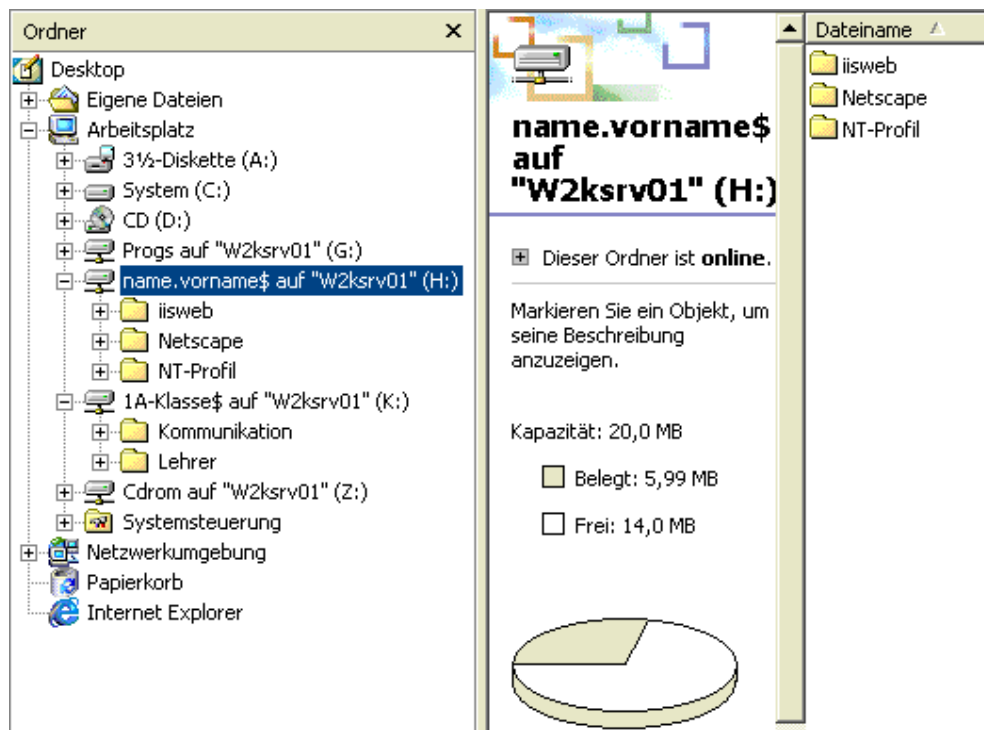 Ordner
Desktop
Eigene Dateien
Arbeitsplatz
3½-Diskette (A:)
System (C:)
CD (D:)
Progs auf "W2ksrv01" (G:)
name.vorname$ auf "W2ksrv01" (H:)
iisweb
Netscape
NT-Profil
1A-Klasse$ auf "W2ksrv01" (K:)
Kommunikation
Lehrer
Cdrom auf "W2ksrv01" (Z:)
Systemsteuerung
Netzwerkumgebung
Papierkorb
Internet Explorer
name.vorname$
auf
"W2ksrv01" (H:)
Dieser Ordner ist online.
Markieren Sie ein Objekt, um
seine Beschreibung
anzuzeigen.
Kapazität: 20,0 MB
Belegt: 5,99 MB
Frei: 14,0 MB
Dateiname
iisweb
Netscape
NT-Profil